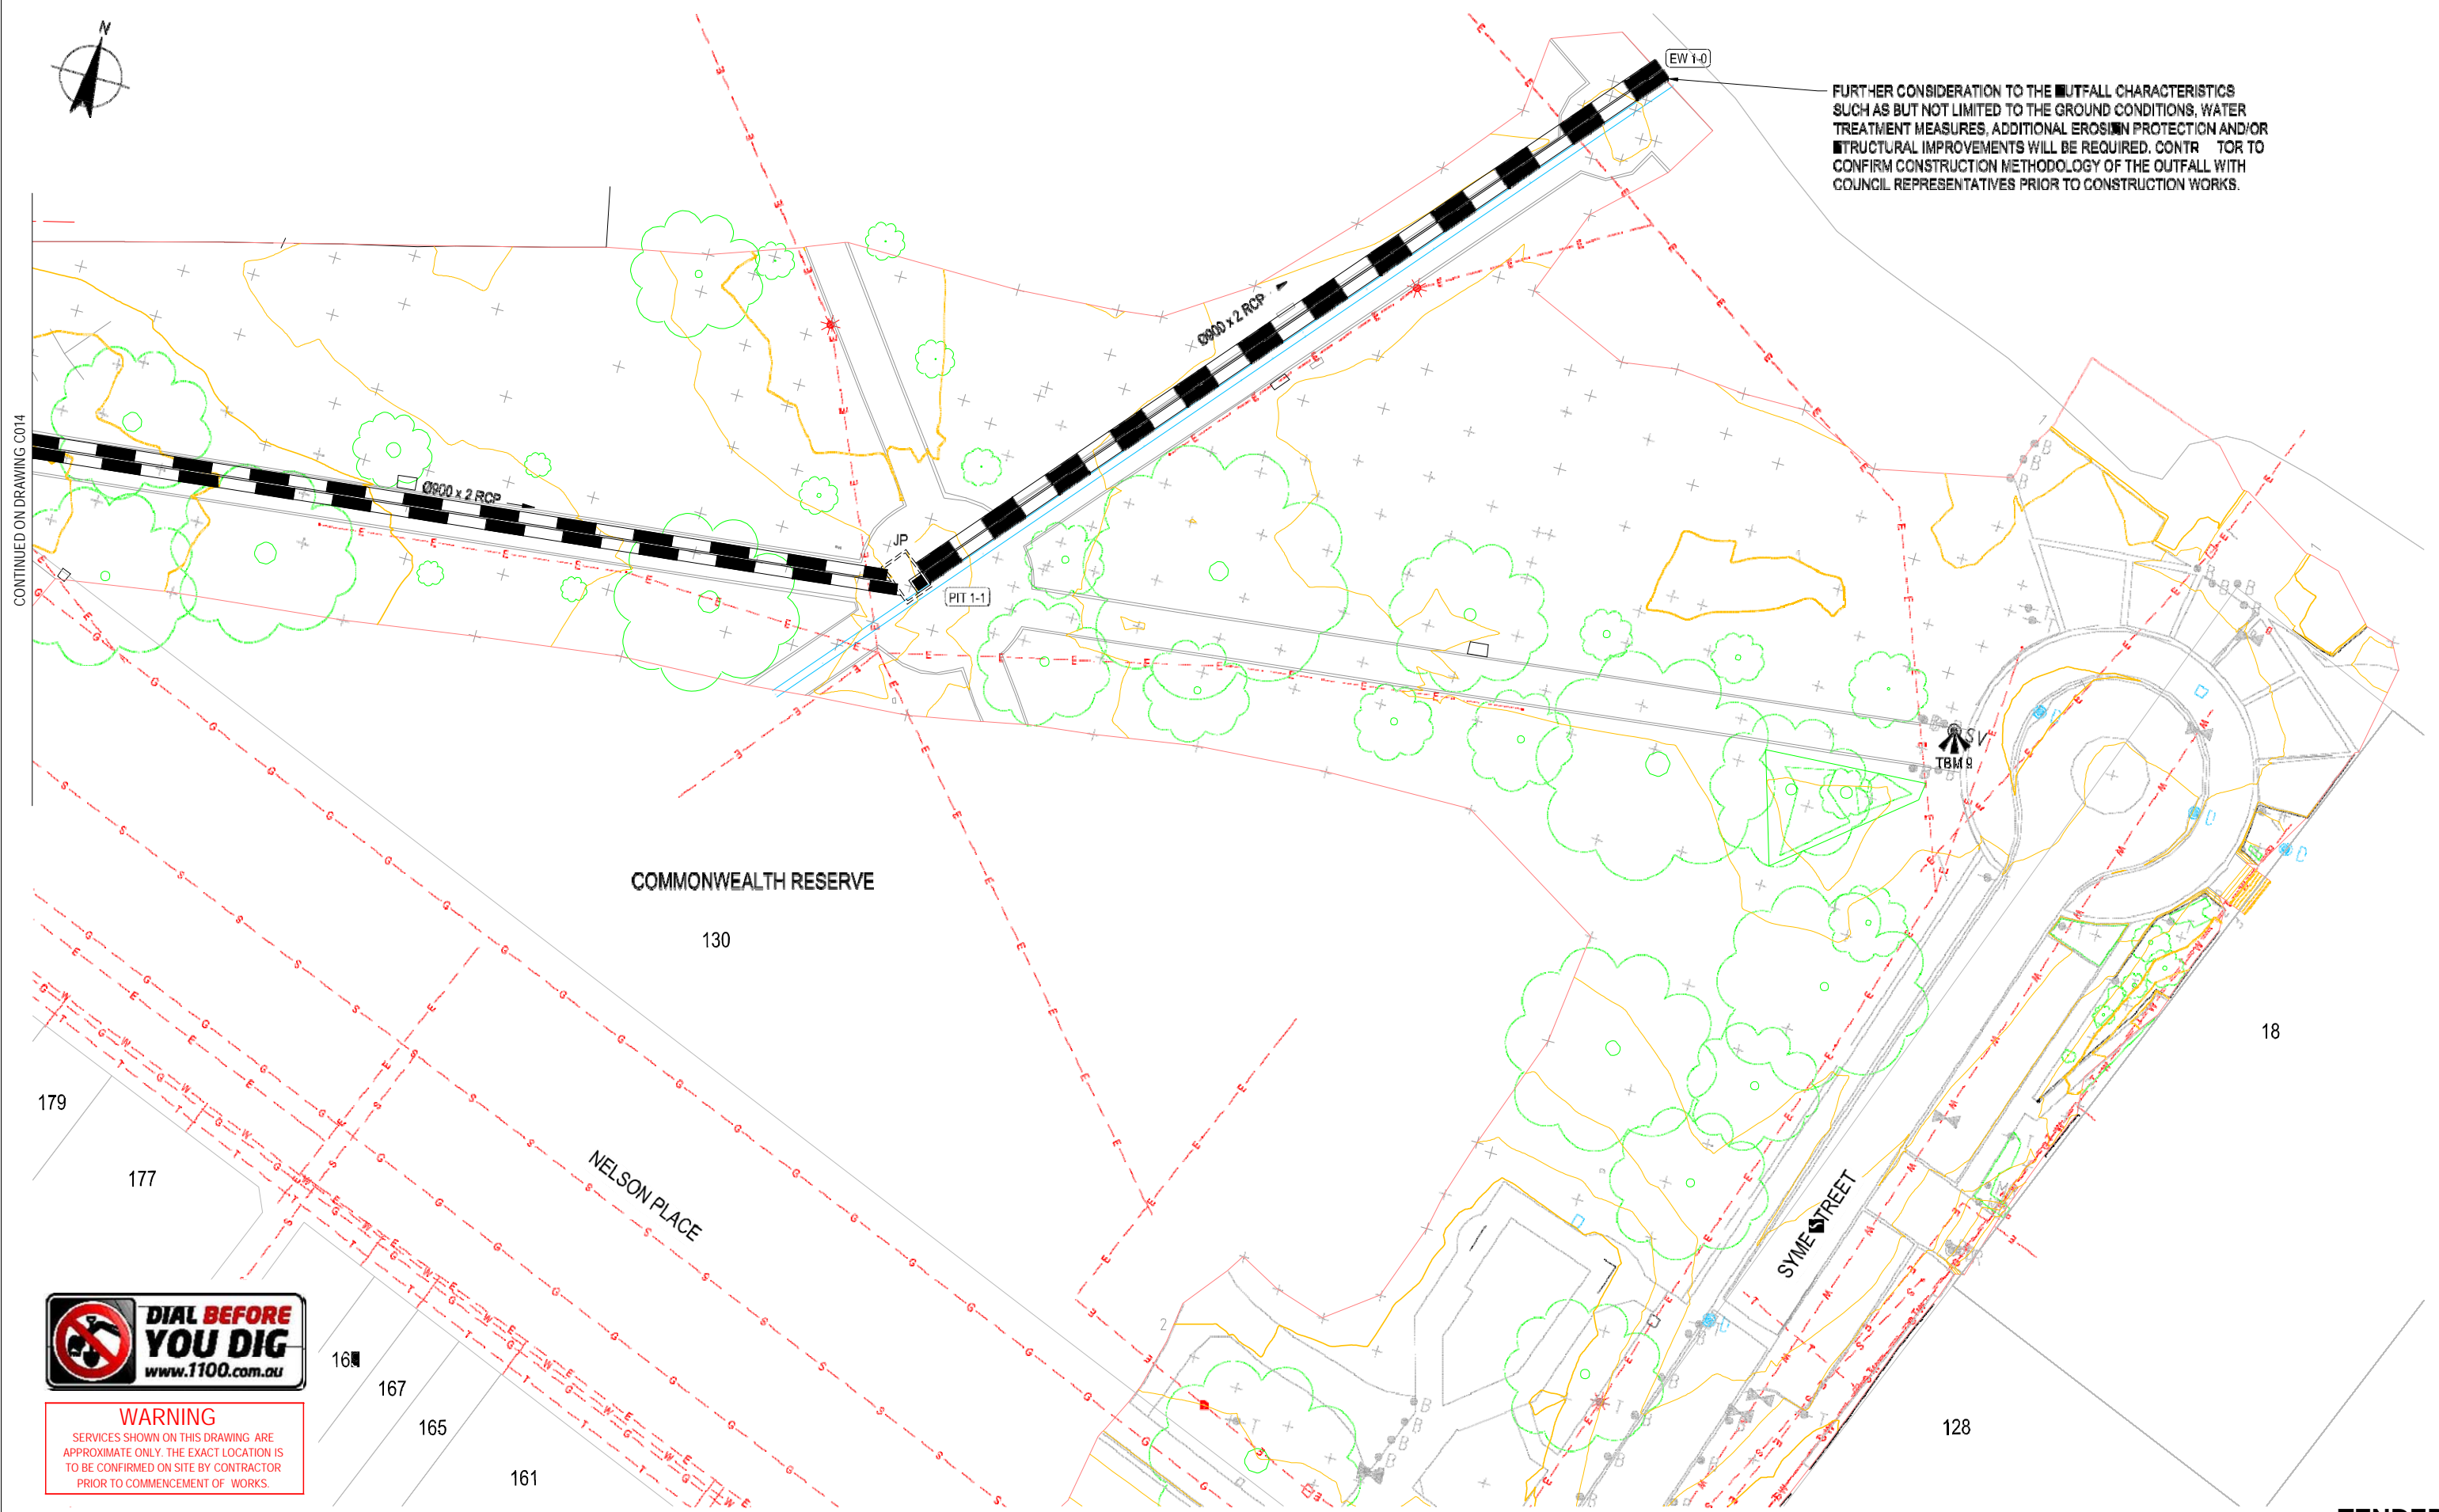 N
EW 1-0
FURTHER CONSIDERATION TO THE OUTFALL CHARACTERISTICS
SUCH AS BUT NOT LIMITED TO THE GROUND CONDITIONS, WATER
TREATMENT MEASURES, ADDITIONAL EROSION PROTECTION AND/OR
STRUCTURAL IMPROVEMENTS WILL BE REQUIRED. CONTR TOR TO
CONFIRM CONSTRUCTION METHODOLOGY OF THE OUTFALL WITH
COUNCIL REPRESENTATIVES PRIOR TO CONSTRUCTION WORKS.
Ø900 x 2 RCP
CONTINUED ON DRAWING C014
Ø900 x 2 RCP
JP
PIT 1-1
SV
TBM 9
COMMONWEALTH RESERVE
130
18
179
177
NELSON PLACE
SYME STREET
DIAL BEFORE
YOU DIG
www.1100.com.au
167
165
161
128
WARNING
SERVICES SHOWN ON THIS DRAWING ARE
APPROXIMATE ONLY. THE EXACT LOCATION IS
TO BE CONFIRMED ON SITE BY CONTRACTOR
PRIOR TO COMMENCEMENT OF WORKS.